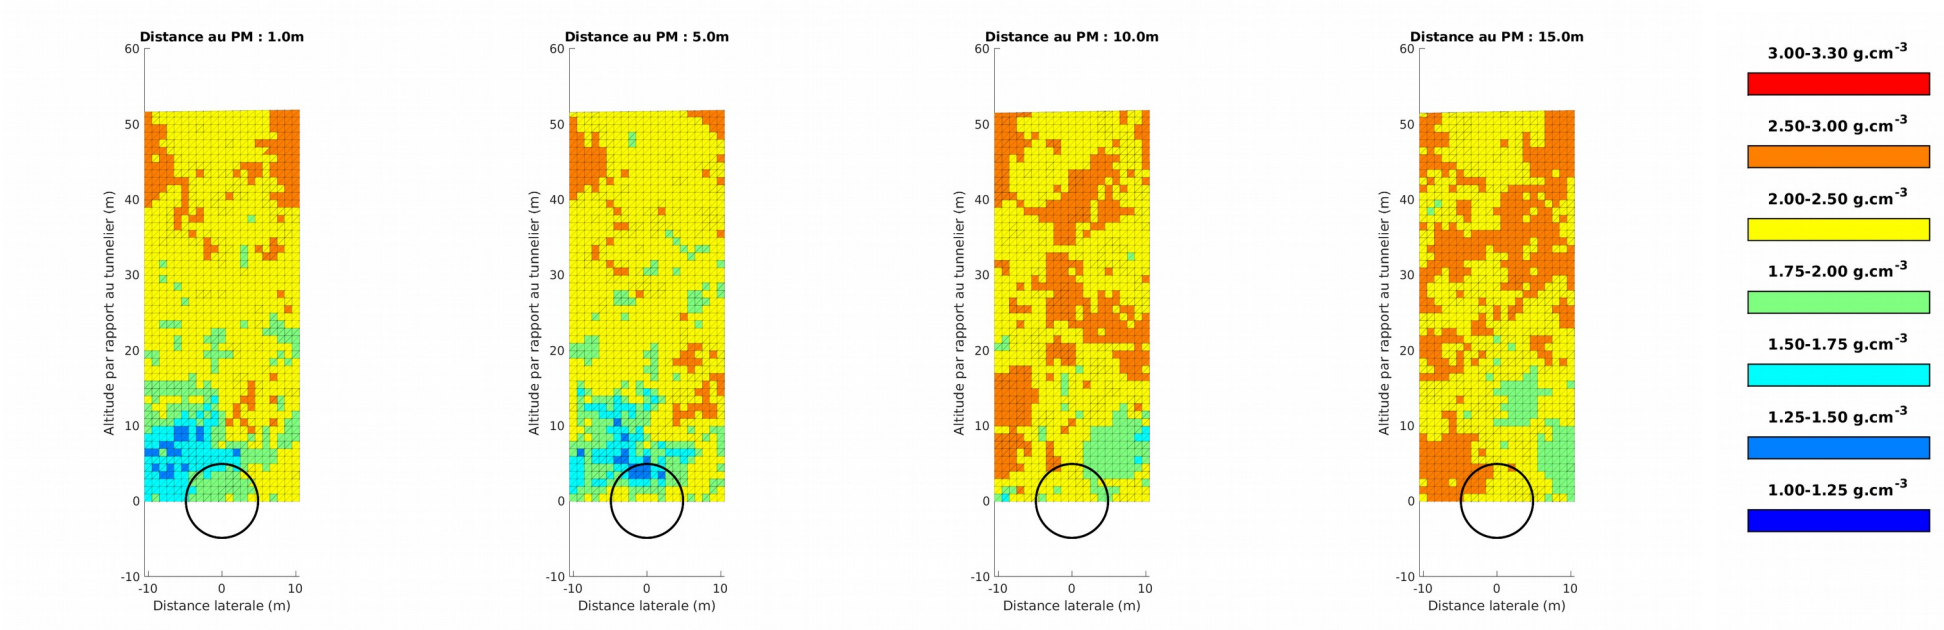 Distance au PM : 1.0m
60
50
40
30
20
10
0
-10
-10
0
10
Altitude par rapport au tunnelier (m)
Distance laterale (m)
Distance au PM : 5.0m
60
50
40
30
20
10
0
-10
-10
0
10
Altitude par rapport au tunnelier (m)
Distance laterale (m)
Distance au PM : 10.0m
60
50
40
30
20
10
0
-10
-10
0
10
Altitude par rapport au tunnelier (m)
Distance laterale (m)
Distance au PM : 15.0m
60
50
40
30
20
10
0
-10
-10
0
10
Altitude par rapport au tunnelier (m)
Distance laterale (m)
3.00-3.30 g.cm-3
2.50-3.00 g.cm-3
2.00-2.50 g.cm-3
1.75-2.00 g.cm-3
1.50-1.75 g.cm-3
1.25-1.50 g.cm-3
1.00-1.25 g.cm-3